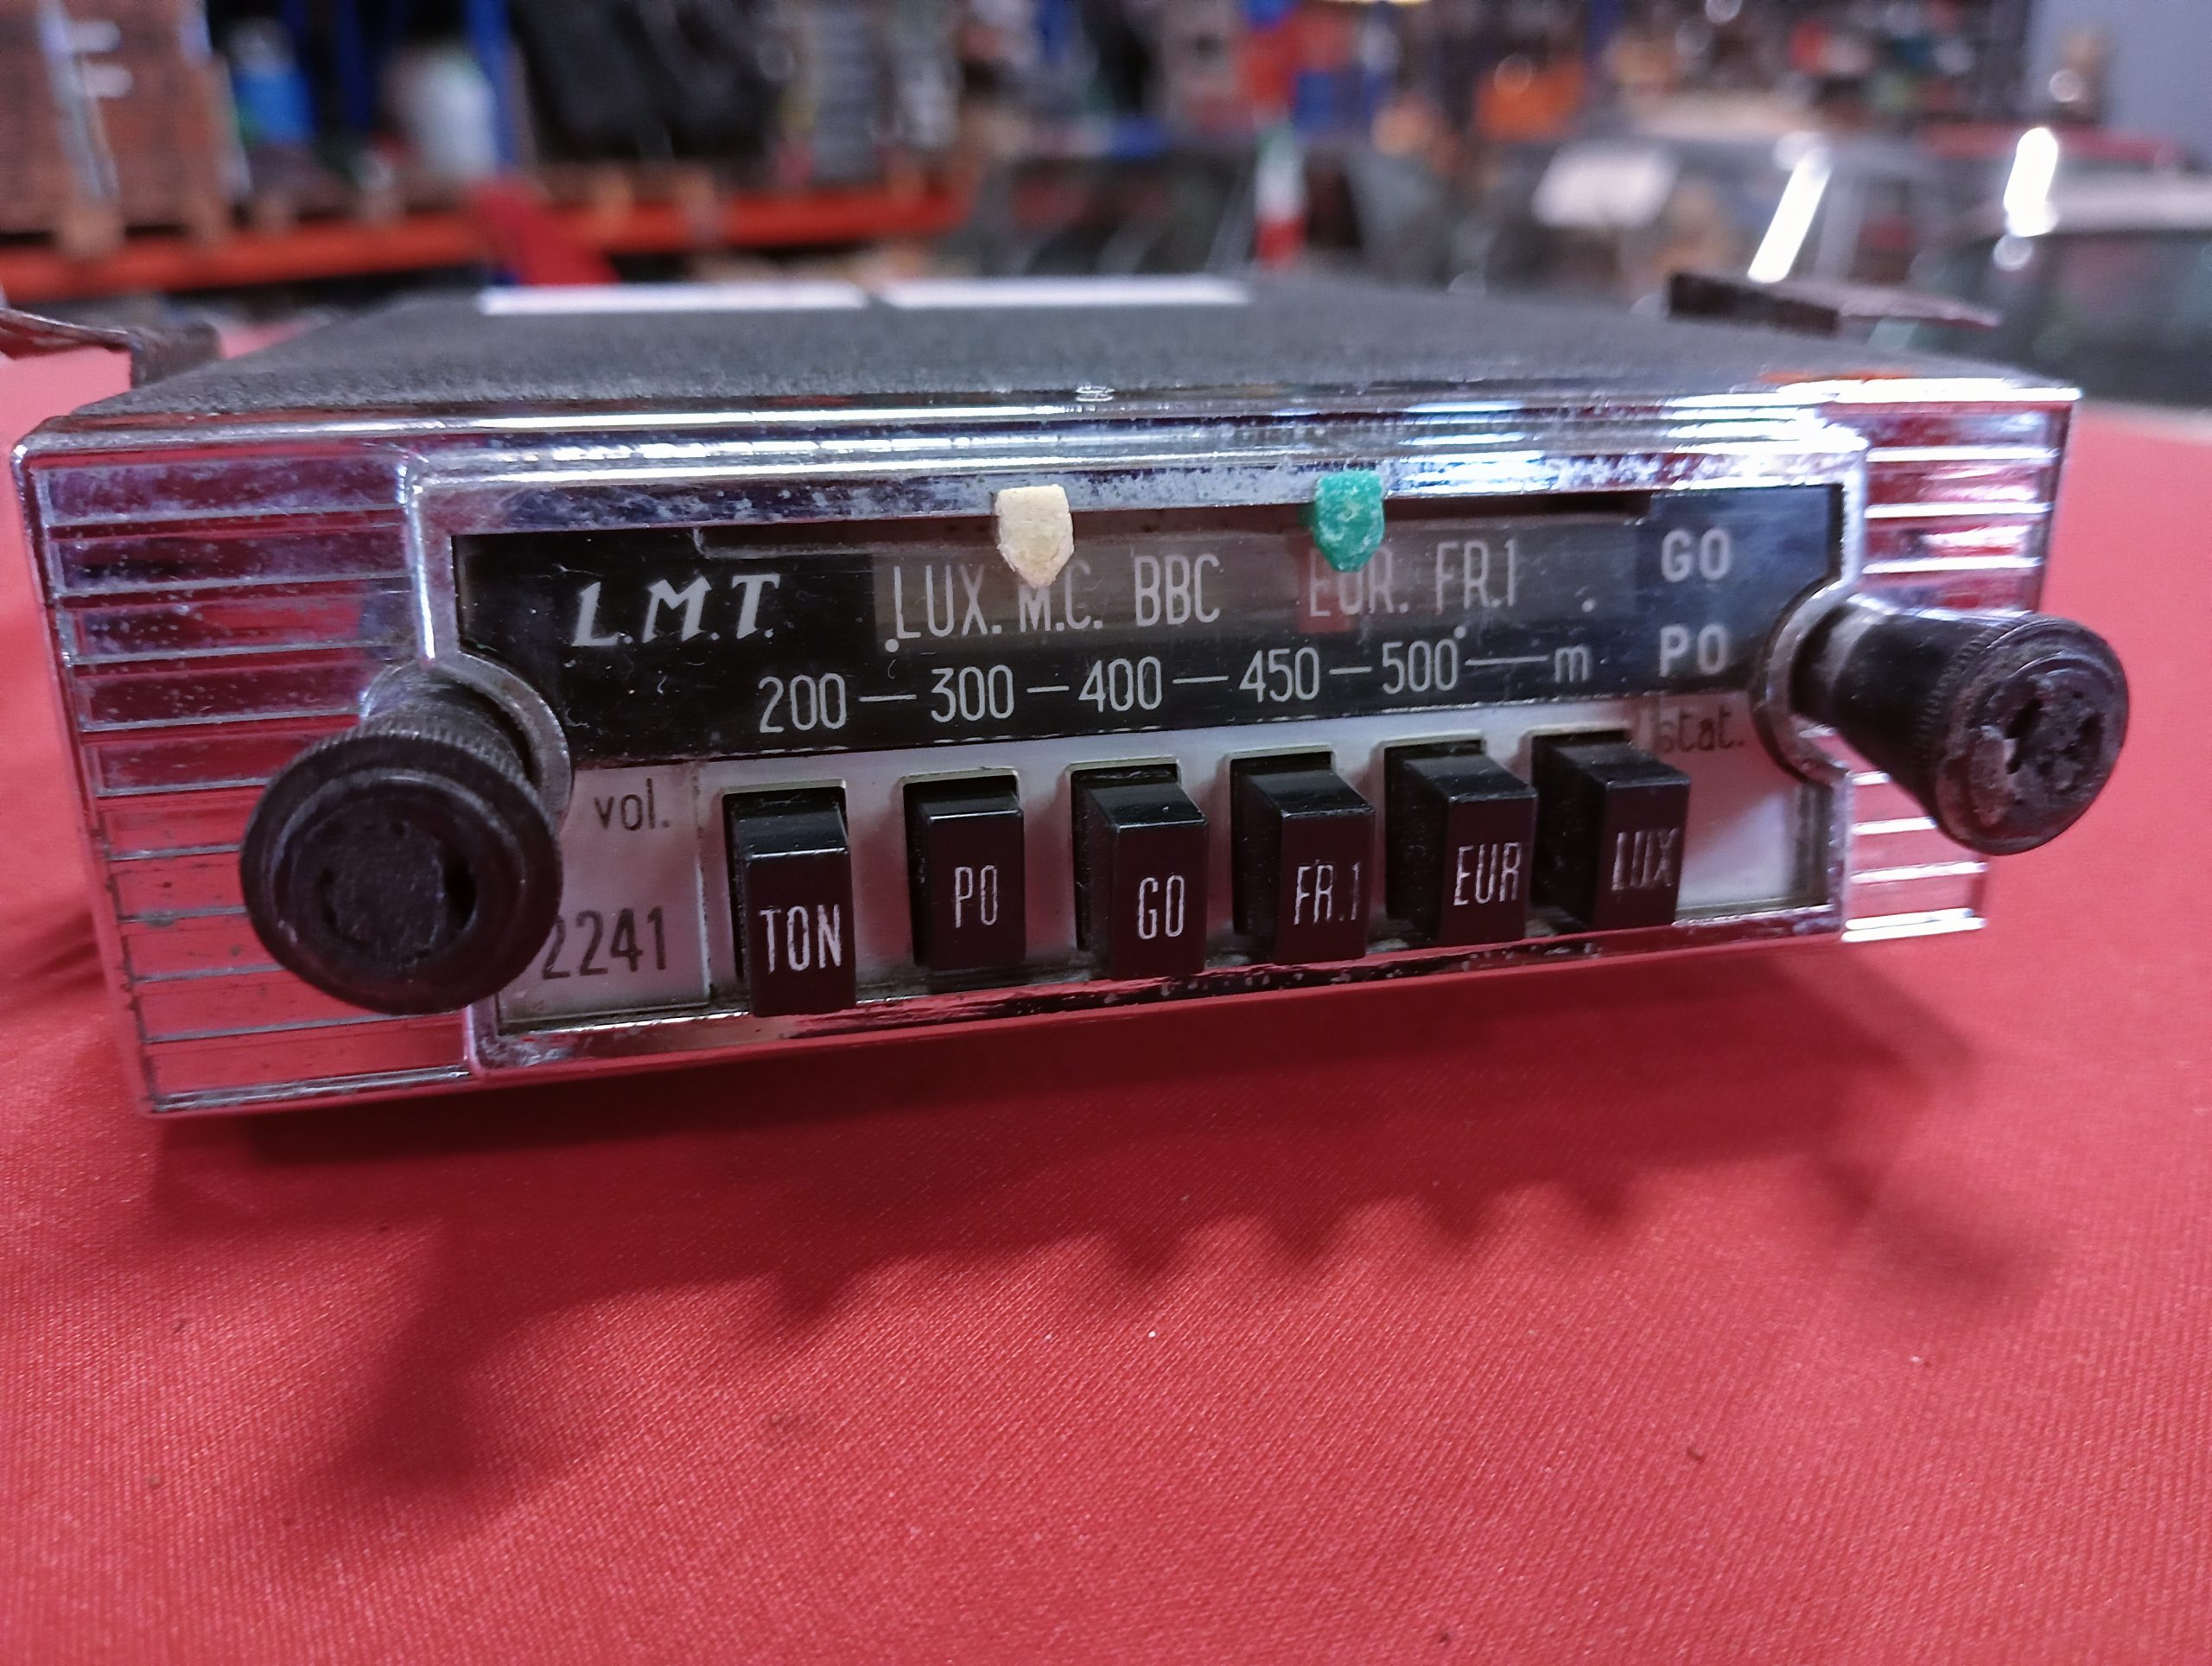 L.M.T.
LUX. M.C. BBC EUR. FR.1
GO
200 — 300 — 400 — 450 — 500 — m
PO
vol.
stat.
2241
TON
PO
GO
FR.1
EUR
LUX